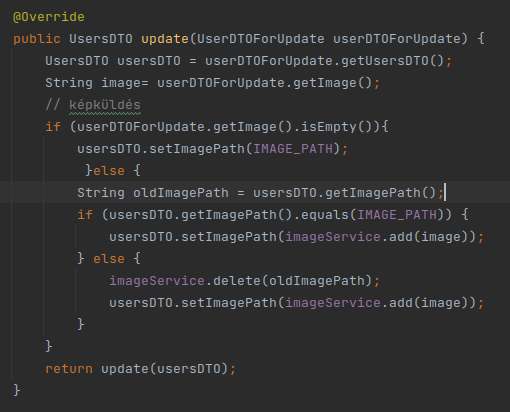 @Override
public UsersDTO update(UserDTOForUpdate userDTOForUpdate) {
    UsersDTO usersDTO = userDTOForUpdate.getUsersDTO();
    String image= userDTOForUpdate.getImage();
    // képküldés
    if (userDTOForUpdate.getImage().isEmpty()){
        usersDTO.setImagePath(IMAGE_PATH);
         }else {
        String oldImagePath = usersDTO.getImagePath();
        if (usersDTO.getImagePath().equals(IMAGE_PATH)) {
            usersDTO.setImagePath(imageService.add(image));
        } else {
            imageService.delete(oldImagePath);
            usersDTO.setImagePath(imageService.add(image));
        }
    }
    return update(usersDTO);
}